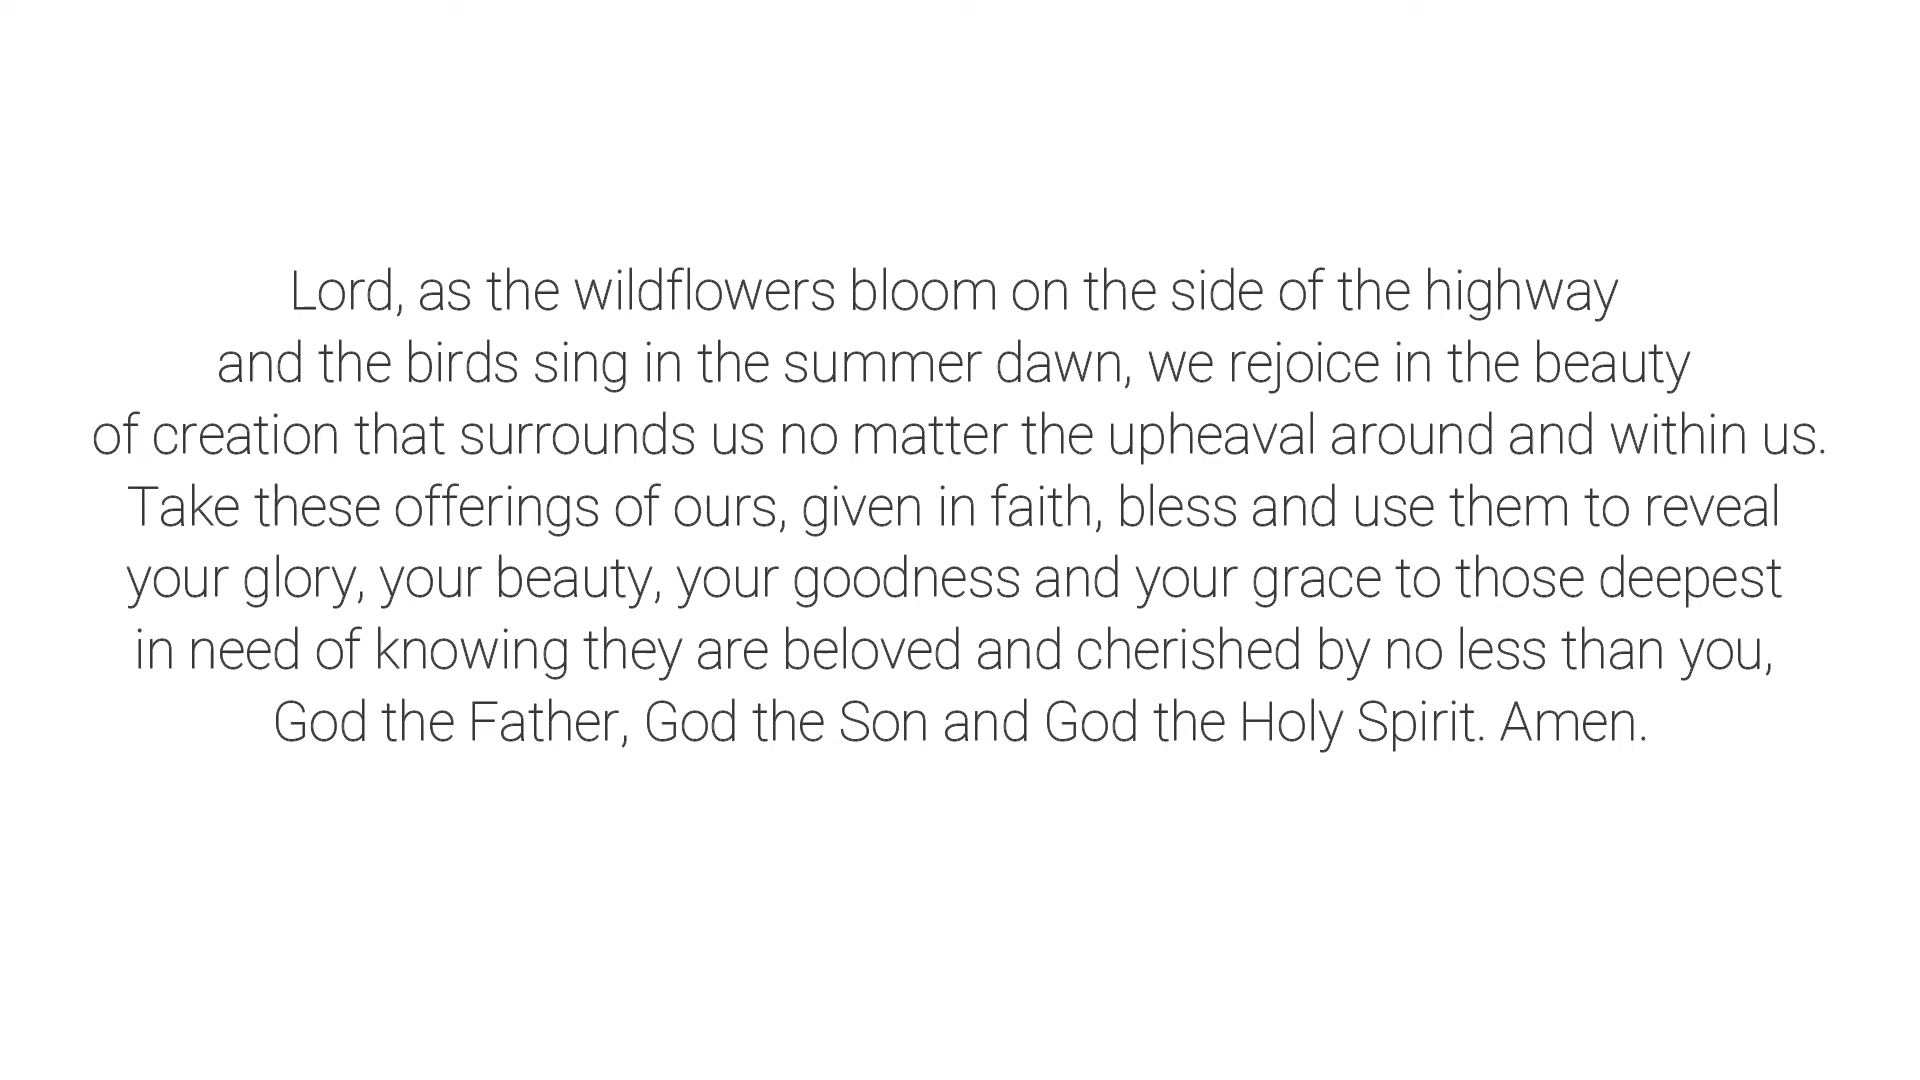 Lord, as the wildflowers bloom on the side of the highway
and the birds sing in the summer dawn, we rejoice in the beauty
of creation that surrounds us no matter the upheaval around and within us.
Take these offerings of ours, given in faith, bless and use them to reveal
your glory, your beauty, your goodness and your grace to those deepest
in need of knowing they are beloved and cherished by no less than you,
God the Father, God the Son and God the Holy Spirit. Amen.